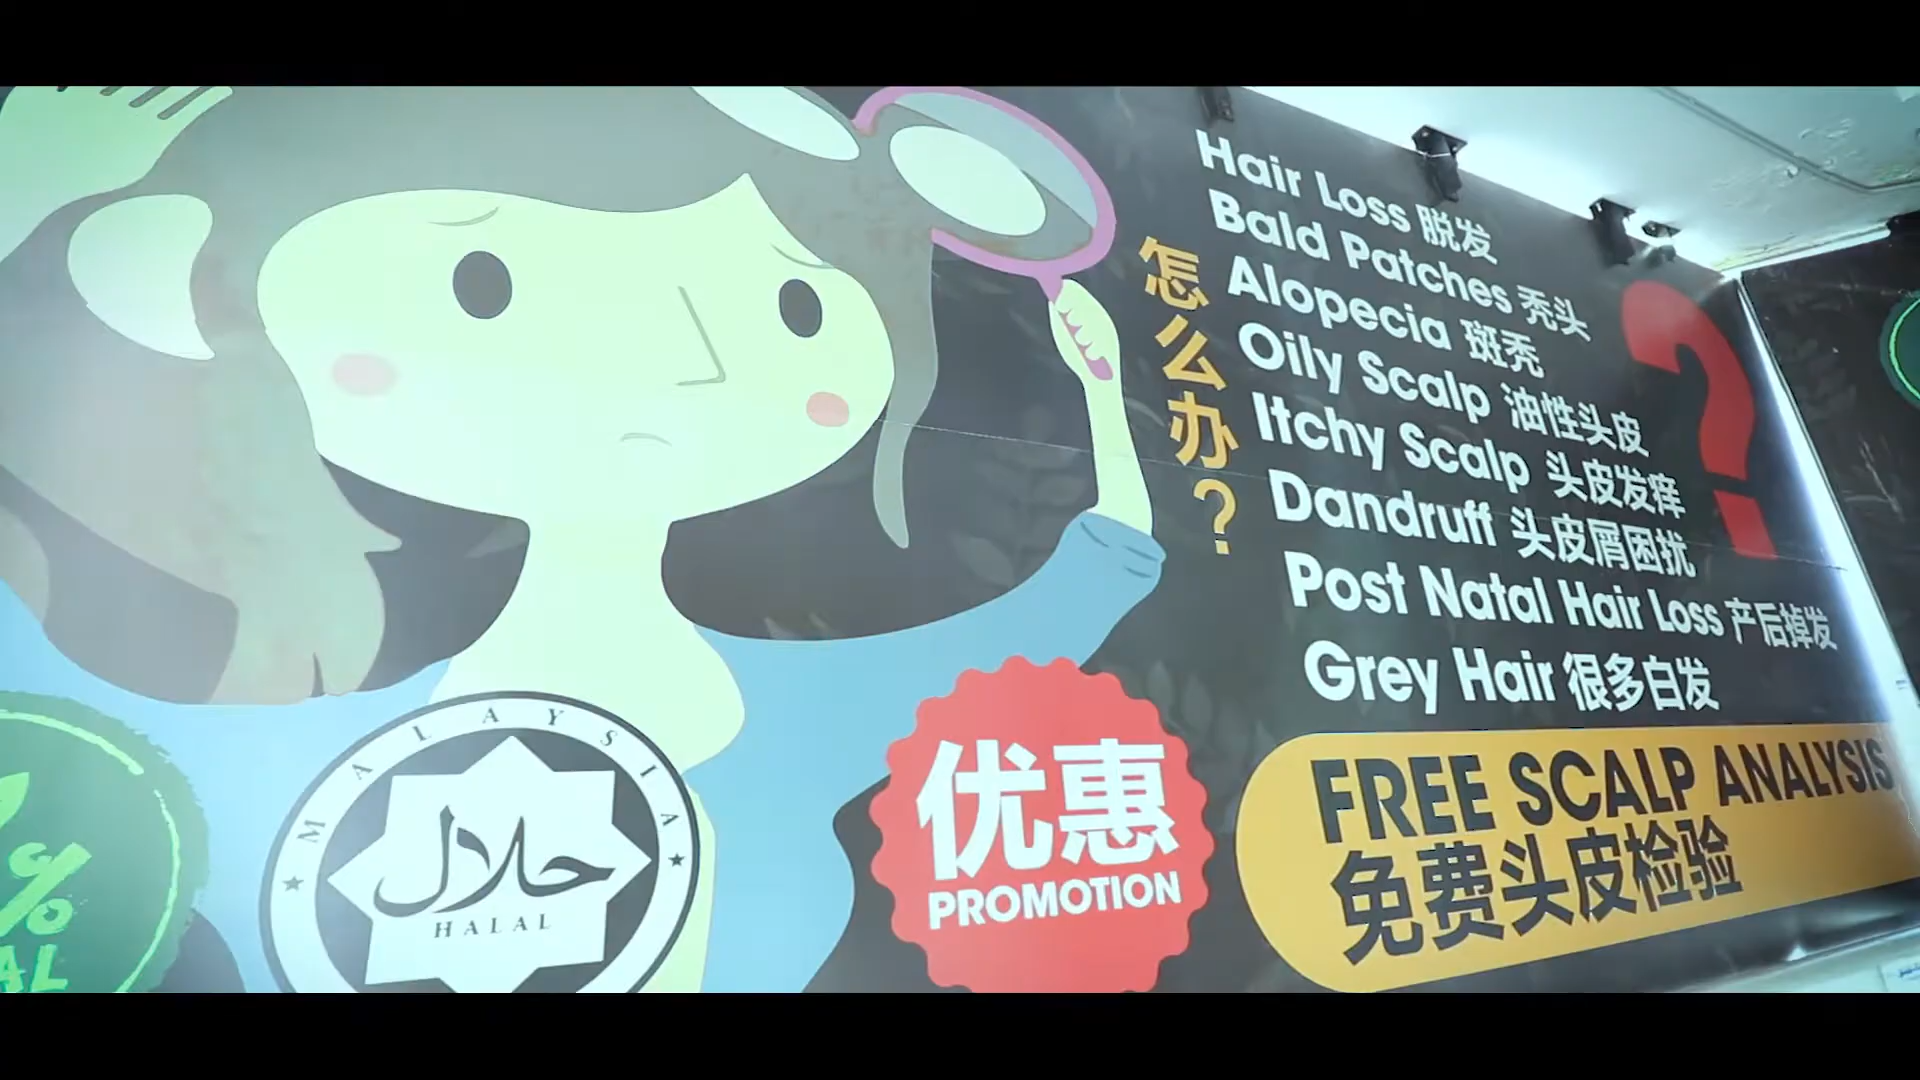 Hair Loss 脱发
Bald Patches 秃头
Alopecia 斑秃
Oily Scalp 油性头皮
Itchy Scalp 头皮发痒
Dandruff 头皮屑困扰
Post Natal Hair Loss 产后掉发
Grey Hair 很多白发
怎么办?
?
FREE SCALP ANALYSIS
免费头皮检验
优惠
PROMOTION
MALAYSIA
حلال
HALAL
%